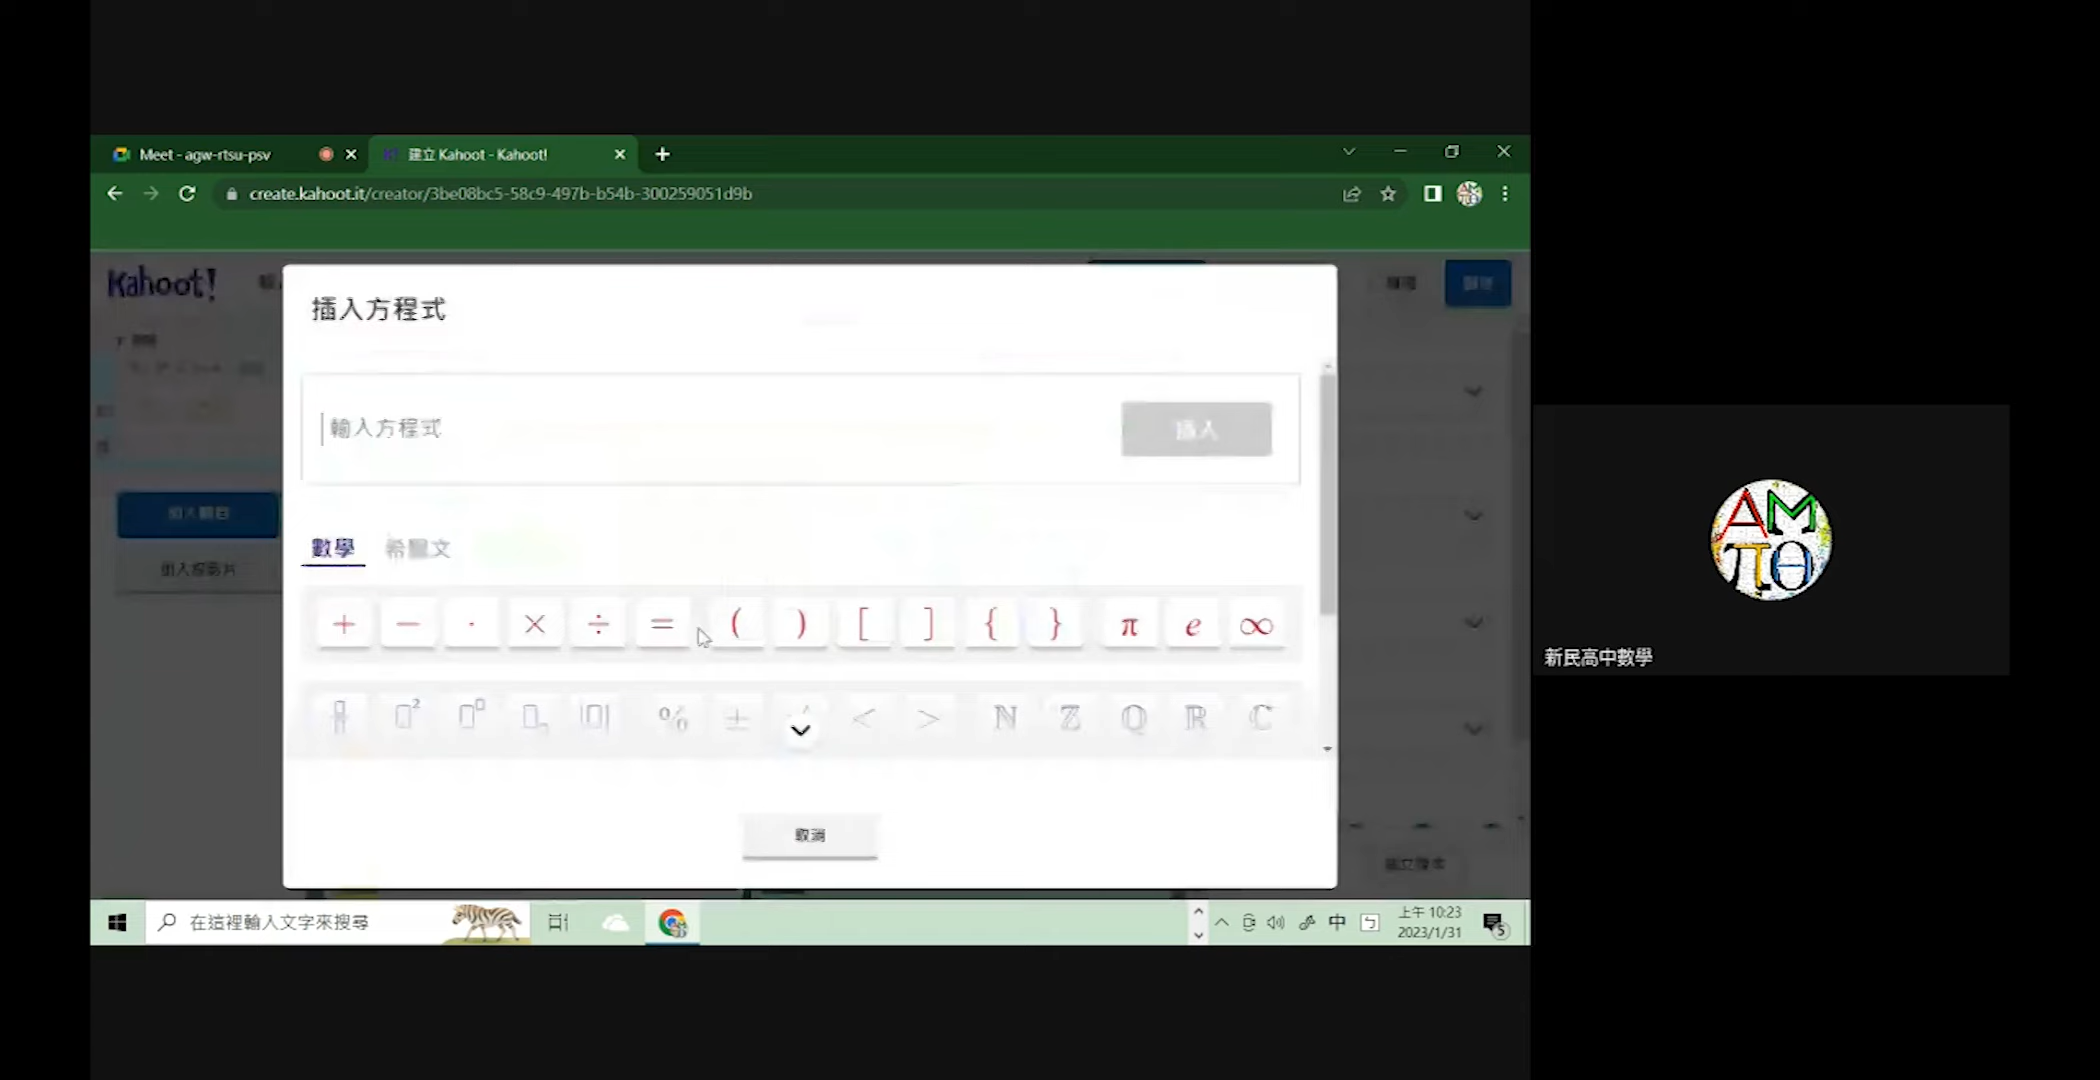 Meet - agw-rtsu-psv
建立 Kahoot - Kahoot!
create.kahoot.it/creator/3be08bc5-58c9-497b-b54b-300259051d9b
Kahoot!
插入方程式
輸入方程式
插入
數學 希臘文
+ − · × ÷ = ( ) [ ] { } π e ∞
% ± < > ℕ ℤ ℚ ℝ ℂ
取消
在這裡輸入文字來搜尋
中
上午 10:23
2023/1/31
5
AM
πθ
新民高中數學